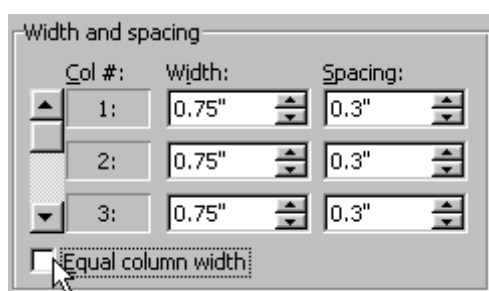 Width and spacing
Col #: Width: Spacing:
1: 0.75" 0.3"
2: 0.75" 0.3"
3: 0.75" 0.3"
Equal column width